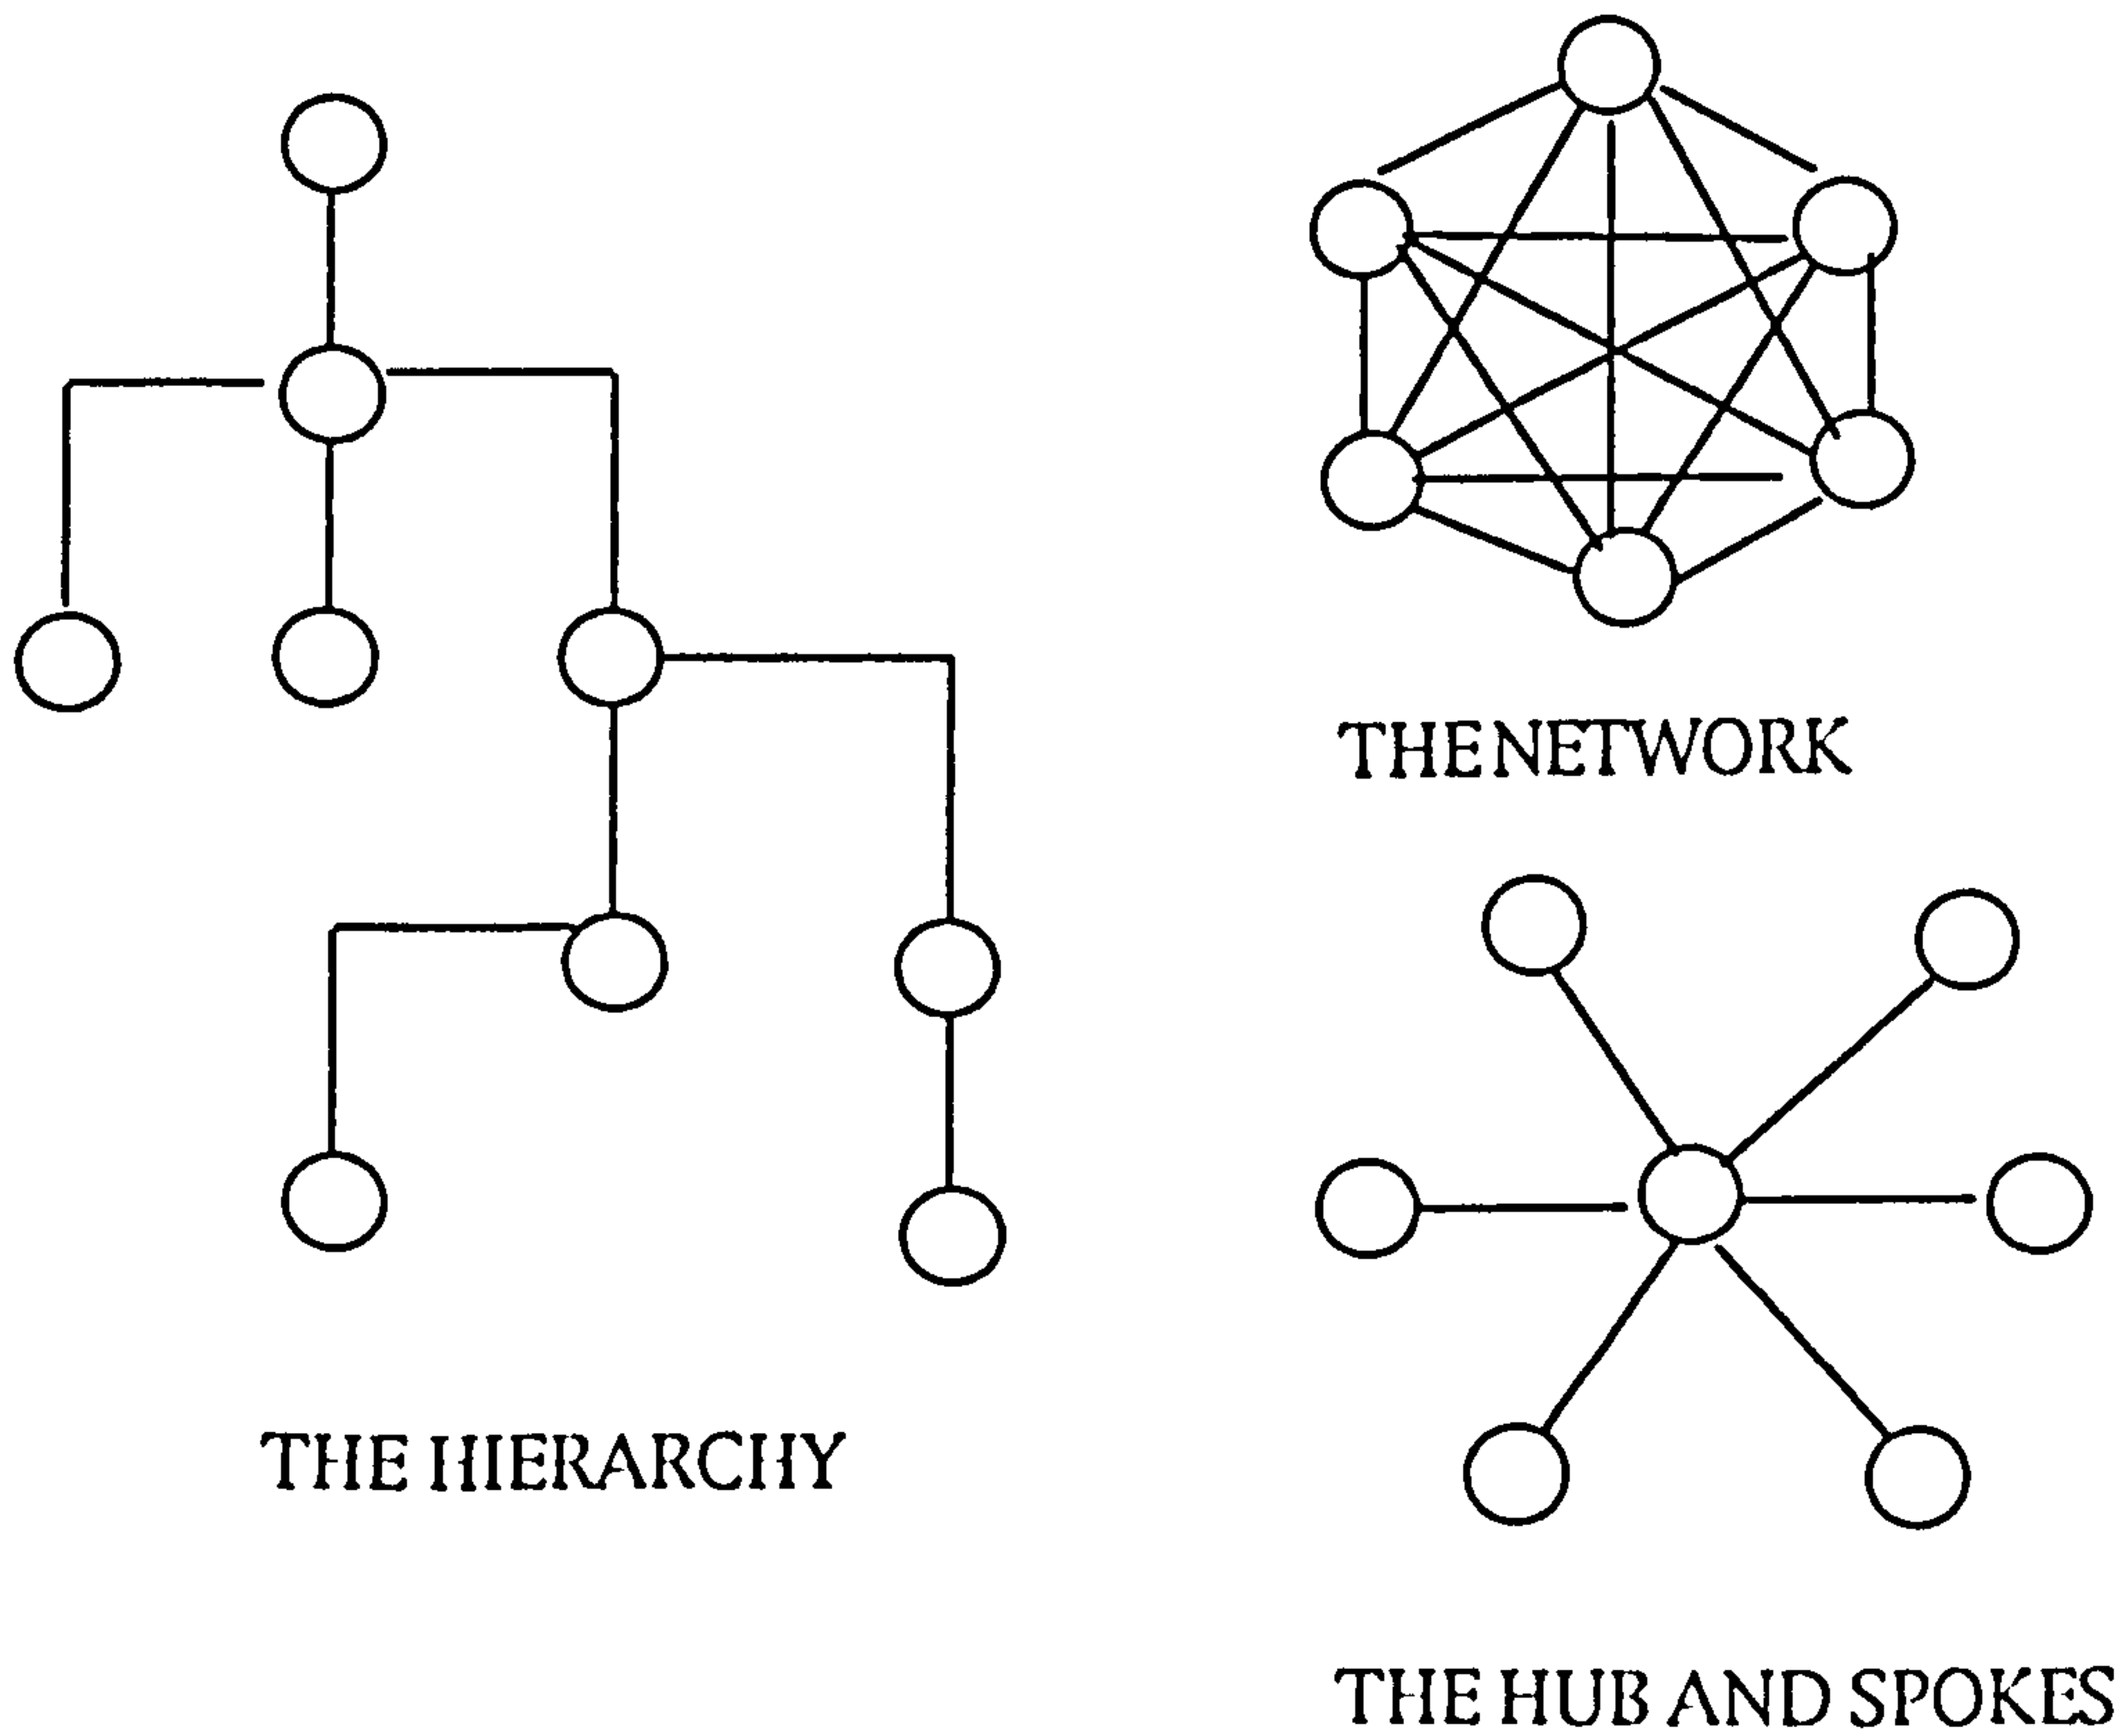 THE NETWORK
THE HIERARCHY
THE HUB AND SPOKES